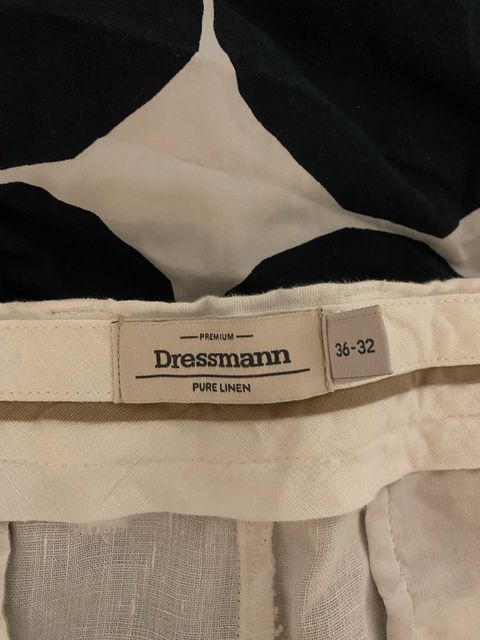 PREMIUM
Dressmann
PURE LINEN
36-32